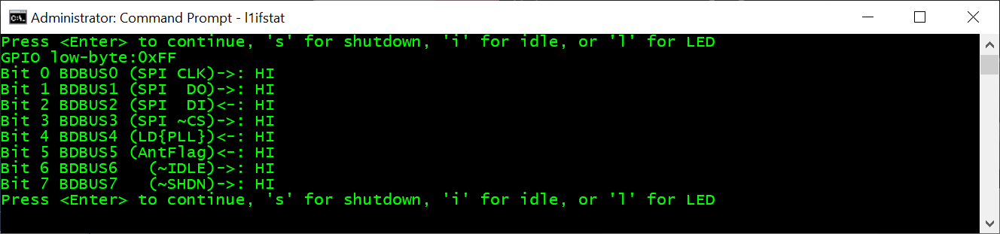 Administrator: Command Prompt - l1ifstat
Press <Enter> to continue, 's' for shutdown, 'i' for idle, or 'l' for LED
GPIO low-byte:0xFF
Bit 0 BDBUS0 (SPI CLK)->: HI
Bit 1 BDBUS1 (SPI  DO)->: HI
Bit 2 BDBUS2 (SPI  DI)<-: HI
Bit 3 BDBUS3 (SPI ~CS)->: HI
Bit 4 BDBUS4 (LD{PLL})<-: HI
Bit 5 BDBUS5 (AntFlag)<-: HI
Bit 6 BDBUS6   (~IDLE)->: HI
Bit 7 BDBUS7   (~SHDN)->: HI
Press <Enter> to continue, 's' for shutdown, 'i' for idle, or 'l' for LED